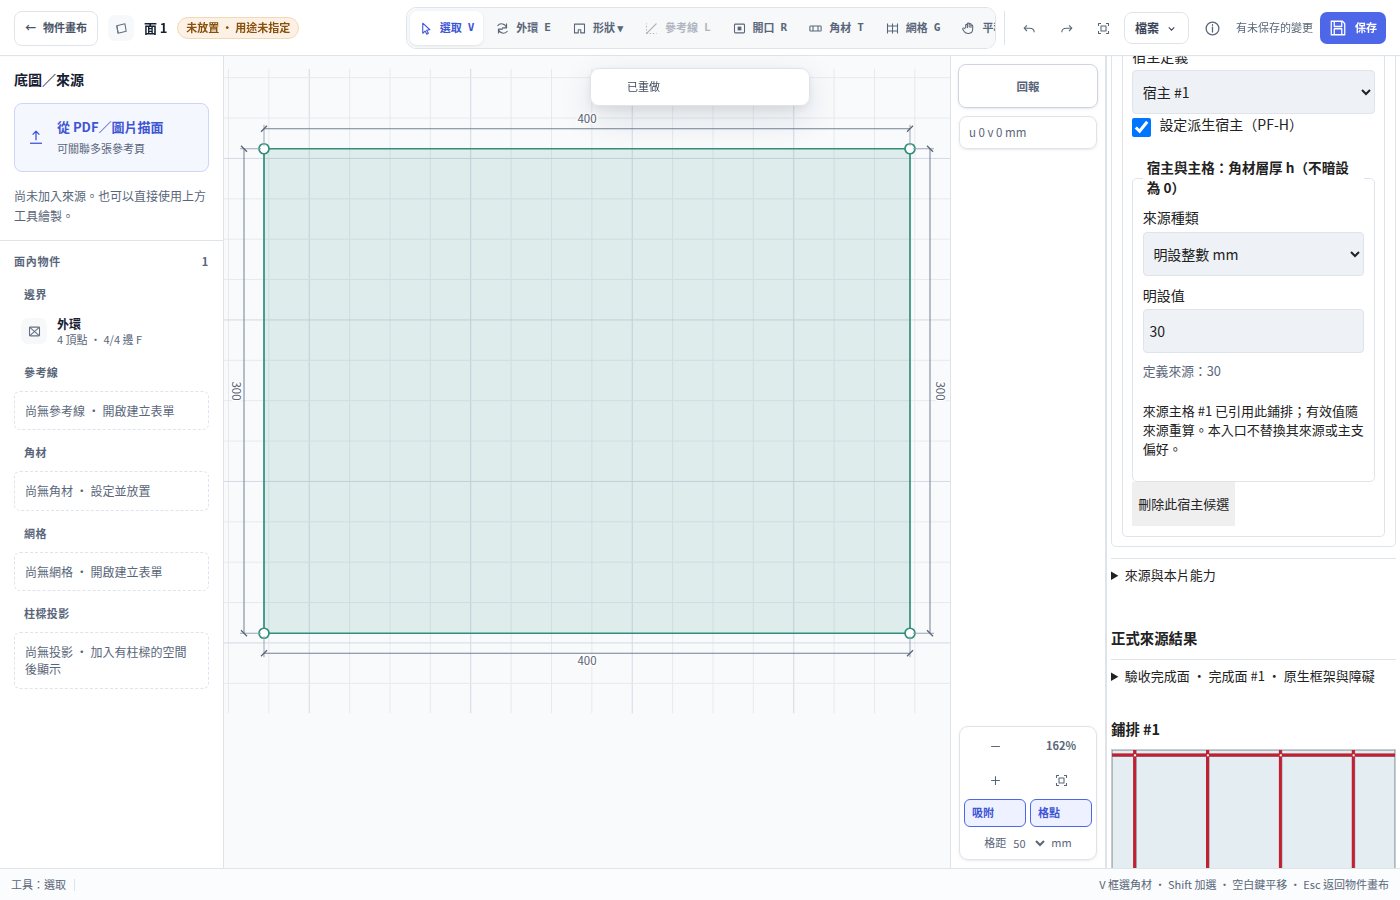 ← 物件畫布
面 1
未放置 · 用途未指定
選取 V
外環 E
形狀 ▾
參考線 L
開口 R
角材 T
網格 G
檔案
有未保存的變更
保存
底圖／來源
從 PDF／圖片描面
可關聯多張參考頁
尚未加入來源。也可以直接使用上方
工具繪製。
面內物件 1
邊界
外環
4 頂點 · 4/4 邊 F
參考線
尚無參考線 · 開啟建立表單
角材
尚無角材 · 設定並放置
網格
尚無網格 · 開啟建立表單
柱樑投影
尚無投影 · 加入有柱樑的空間
後顯示
已重做
400
300
300
400
回報
u 0 v 0 mm
162%
吸附
格點
格距 50 mm
宿主定義
宿主 #1
設定派生宿主（PF-H）
宿主與主格：角材層厚 h（不暗設
為 0）
來源種類
明設整數 mm
明設值
30
定義來源：30
來源主格 #1 已引用此鋪排；有效值隨
來源重算。本入口不替換其來源或主支
偏好。
刪除此宿主候選
來源與本片能力
正式來源結果
驗收完成面 · 完成面 #1 · 原生框架與障礙
鋪排 #1
工具：選取
V 框選角材 · Shift 加選 · 空白鍵平移 · Esc 返回物件畫布